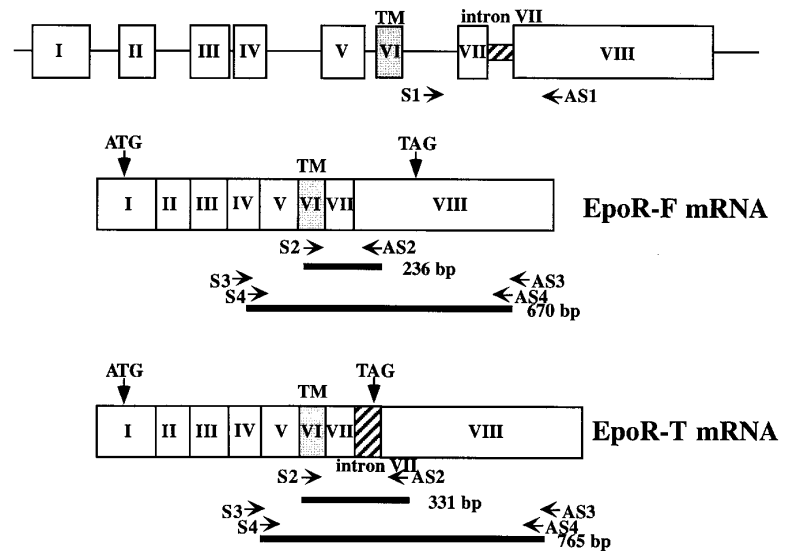 TM intron VII
I II III IV V VI VII VIII
S1 AS1
ATG TAG
TM
I II III IV V VI VII VIII EpoR-F mRNA
S2 AS2
236 bp
S3 AS3
S4 AS4
670 bp
ATG TAG
TM
I II III IV V VI VII VIII EpoR-T mRNA
intron VII
S2 AS2
331 bp
S3 AS3
S4 AS4
765 bp